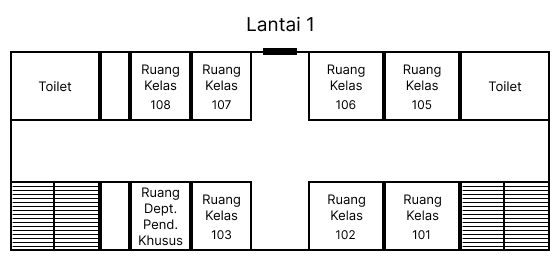 Lantai 1
Toilet
Ruang
Kelas
108
Ruang
Kelas
107
Ruang
Kelas
106
Ruang
Kelas
105
Toilet
Ruang
Dept.
Pend.
Khusus
Ruang
Kelas
103
Ruang
Kelas
102
Ruang
Kelas
101